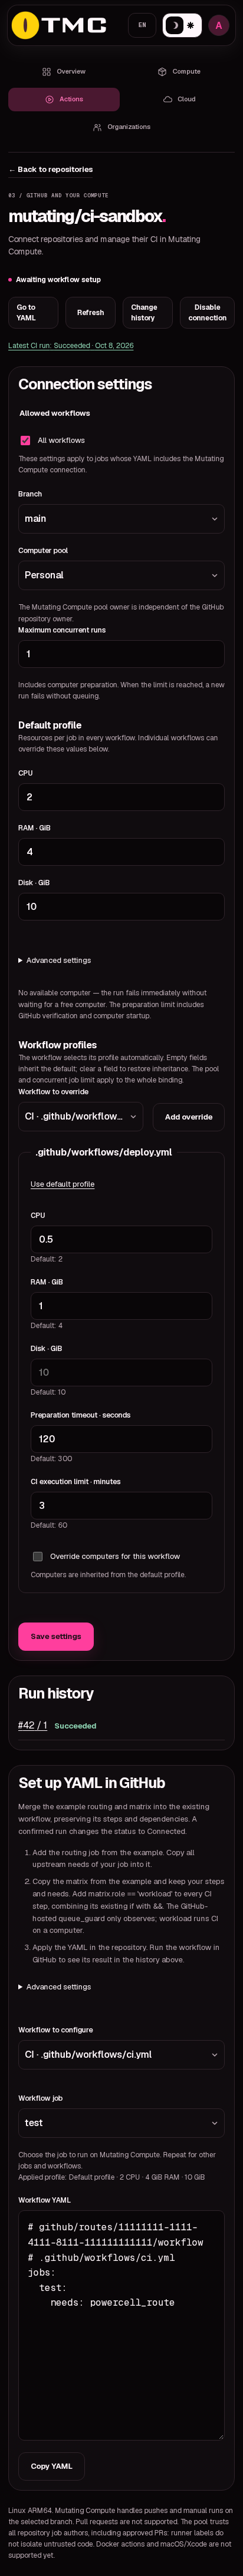 TMC
EN
A
Overview
Compute
Actions
Cloud
Organizations
← Back to repositories
03 / GITHUB AND YOUR COMPUTE
mutating/ci-sandbox.
Connect repositories and manage their CI in Mutating
Compute.
Awaiting workflow setup
Go to
YAML
Refresh
Change
history
Disable
connection
Latest CI run: Succeeded · Oct 8, 2026
Connection settings
Allowed workflows
All workflows
These settings apply to jobs whose YAML includes the Mutating
Compute connection.
Branch
main
Computer pool
Personal
The Mutating Compute pool owner is independent of the GitHub
repository owner.
Maximum concurrent runs
1
Includes computer preparation. When the limit is reached, a new
run fails without queuing.
Default profile
Resources per job in every workflow. Individual workflows can
override these values below.
CPU
2
RAM · GiB
4
Disk · GiB
10
Advanced settings
No available computer — the run fails immediately without
waiting for a free computer. The preparation limit includes
GitHub verification and computer startup.
Workflow profiles
The workflow selects its profile automatically. Empty fields
inherit the default; clear a field to restore inheritance. The pool
and concurrent job limit apply to the whole binding.
Workflow to override
CI · .github/workflow...
Add override
.github/workflows/deploy.yml
Use default profile
CPU
0.5
Default: 2
RAM · GiB
1
Default: 4
Disk · GiB
10
Default: 10
Preparation timeout · seconds
120
Default: 300
CI execution limit · minutes
3
Default: 60
Override computers for this workflow
Computers are inherited from the default profile.
Save settings
Run history
#42 / 1
Succeeded
Set up YAML in GitHub
Merge the example routing and matrix into the existing
workflow, preserving its steps and dependencies. A
confirmed run changes the status to Connected.
1. Add the routing job from the example. Copy all
upstream needs of your job into it.
2. Copy the matrix from the example and keep your steps
and needs. Add matrix.role == 'workload' to every CI
step, combining its existing if with &&. The GitHub-
hosted queue_guard only observes; workload runs CI
on a computer.
3. Apply the YAML in the repository. Run the workflow in
GitHub to see its result in the history above.
Advanced settings
Workflow to configure
CI · .github/workflows/ci.yml
Workflow job
test
Choose the job to run on Mutating Compute. Repeat for other
jobs and workflows.
Applied profile: Default profile · 2 CPU · 4 GiB RAM · 10 GiB
Workflow YAML
# github/routes/11111111-1111-
4111-8111-111111111111/workflow
# .github/workflows/ci.yml
jobs:
test:
needs: powercell_route
Copy YAML
Linux ARM64. Mutating Compute handles pushes and manual runs on
the selected branch. Pull requests are not supported. The pool trusts
all repository job authors, including approved PRs: runner labels do
not isolate untrusted code. Docker actions and macOS/Xcode are not
supported yet.